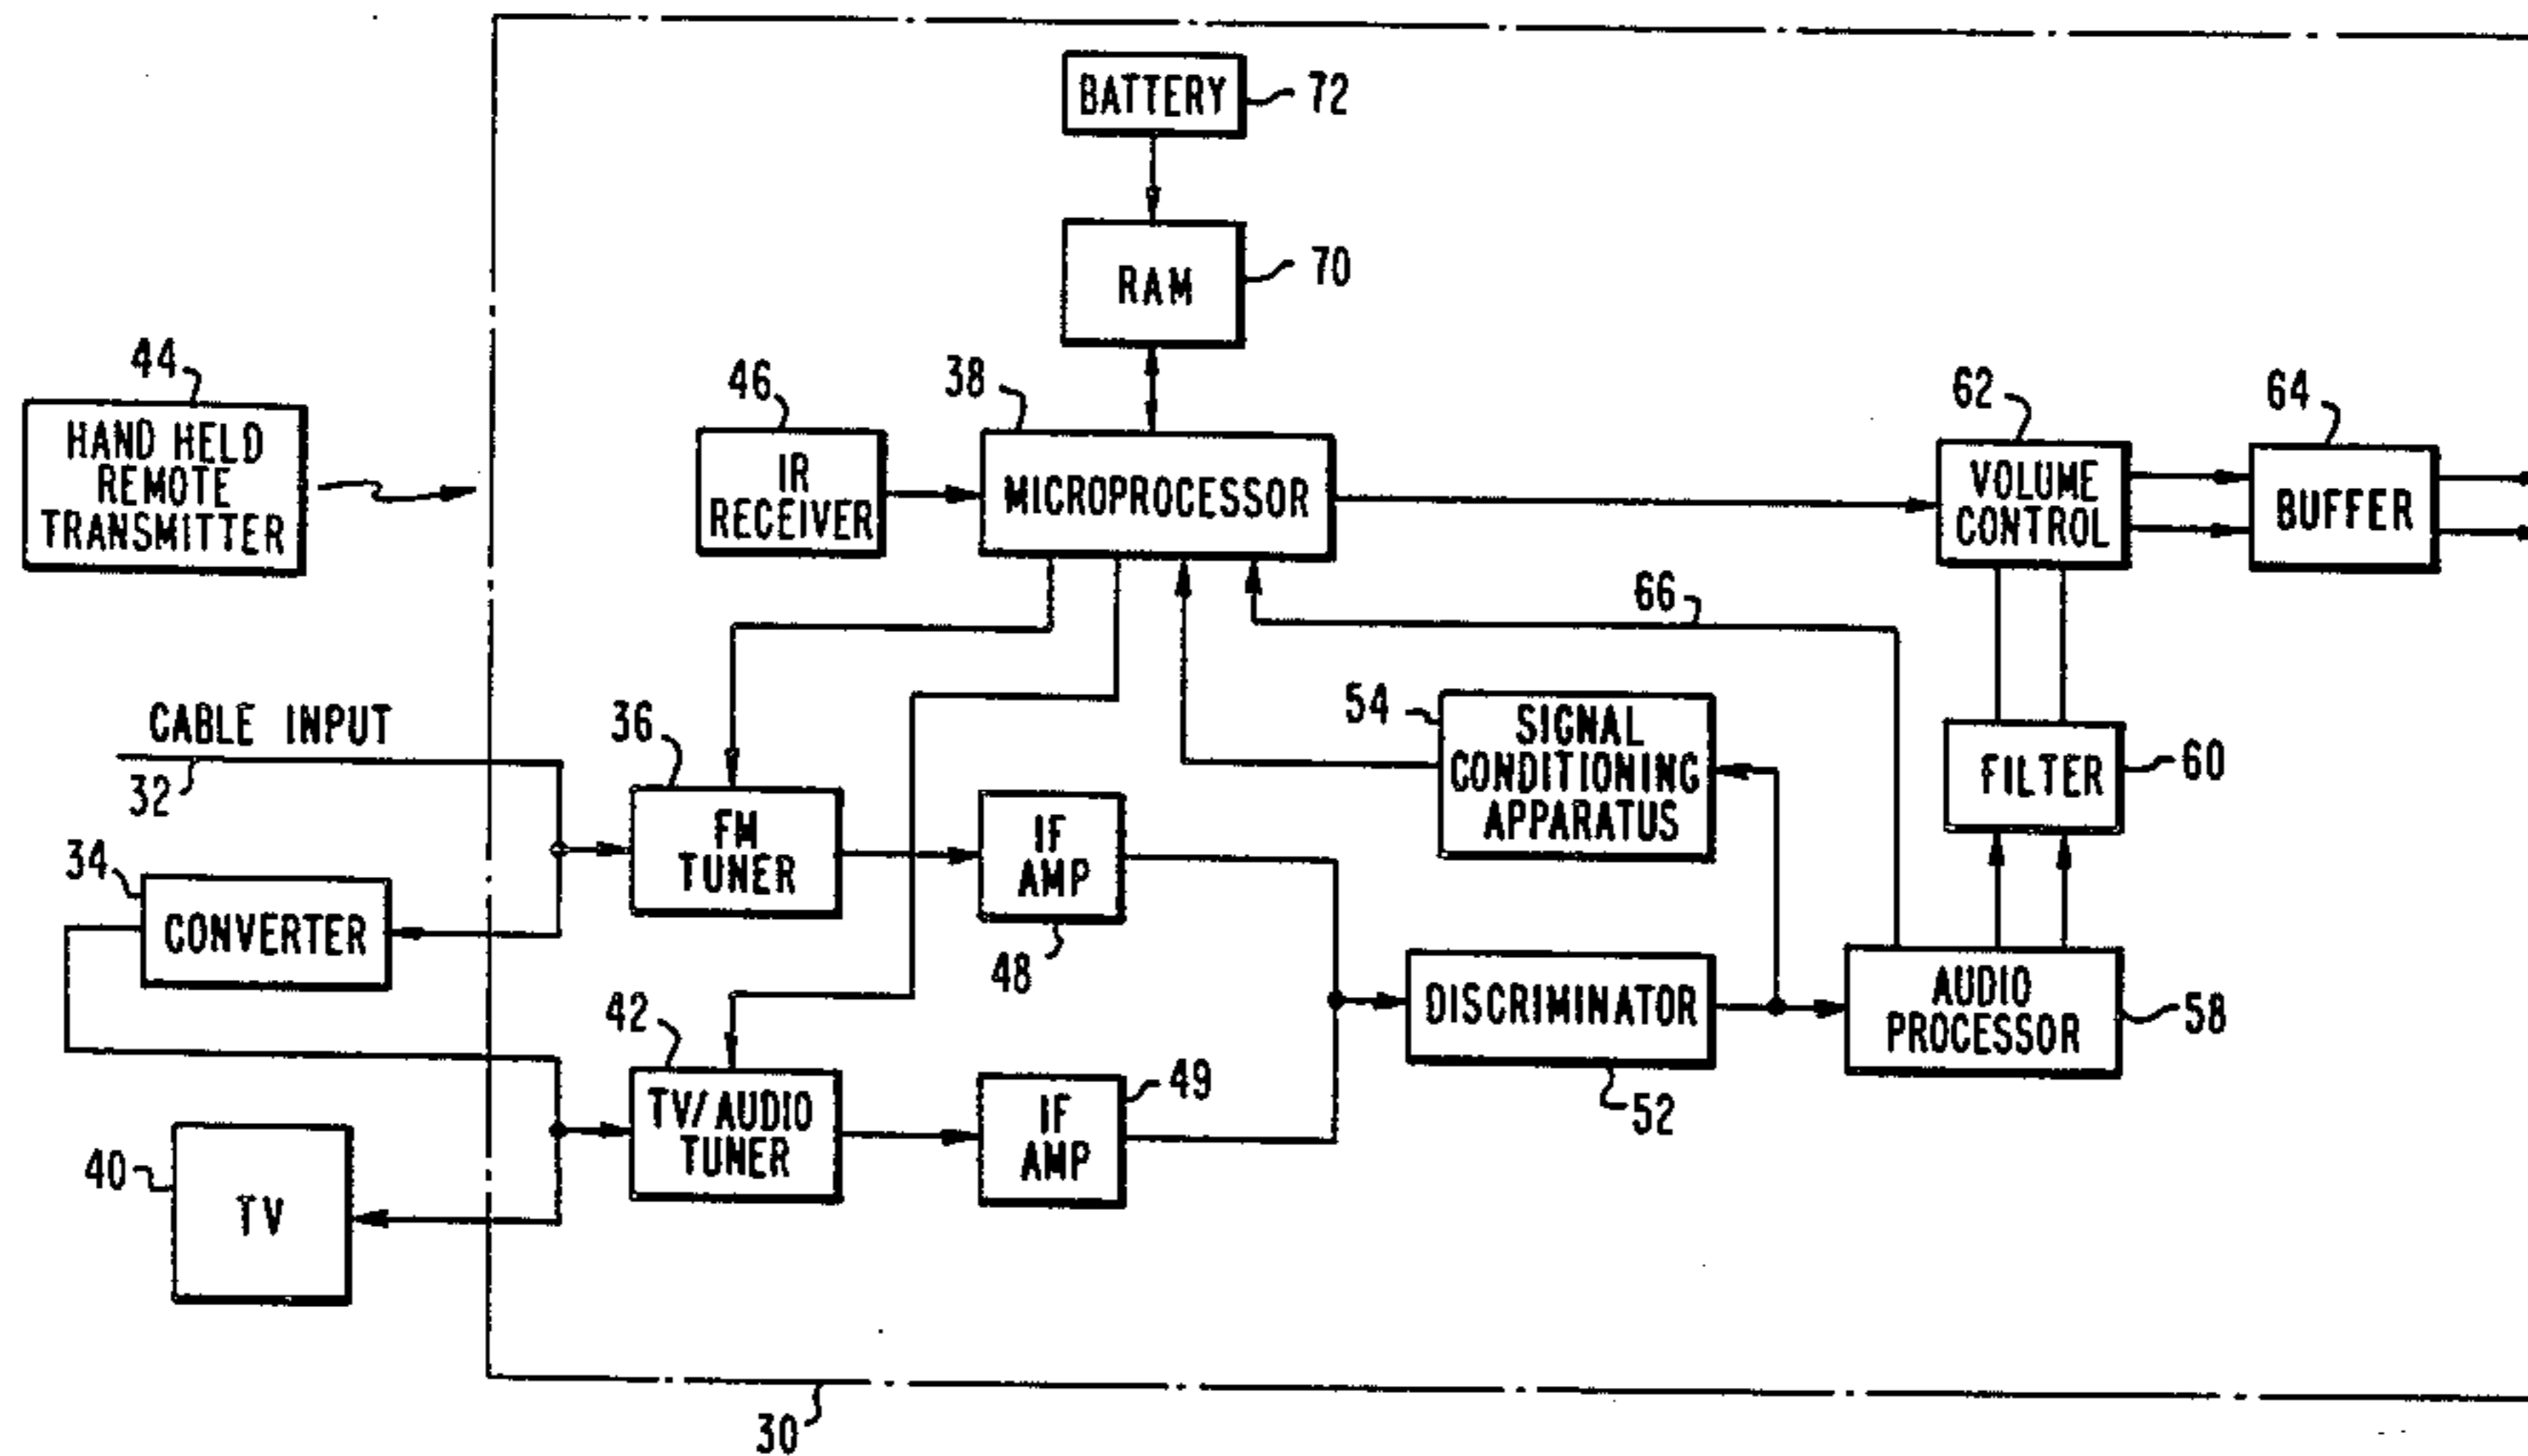 BATTERY
72
RAM
70
44
HAND HELD
REMOTE
TRANSMITTER
46
IR
RECEIVER
38
MICROPROCESSOR
62
VOLUME
CONTROL
64
BUFFER
66
CABLE INPUT
32
36
FM
TUNER
54
SIGNAL
CONDITIONING
APPARATUS
FILTER
60
34
CONVERTER
IF
AMP
48
42
TV/AUDIO
TUNER
IF
AMP
49
DISCRIMINATOR
52
AUDIO
PROCESSOR
58
40
TV
30